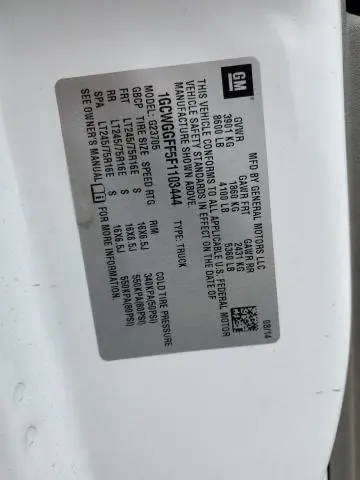 GM
MFD BY GENERAL MOTORS LLC
08/14
GVWR GAWR FRT GAWR RR
3901 KG 1860 KG 2431 KG
8600 LB 4100 LB 5360 LB
THIS VEHICLE CONFORMS TO ALL APPLICABLE U.S. FEDERAL MOTOR
VEHICLE SAFETY STANDARDS IN EFFECT ON THE DATE OF
MANUFACTURE SHOWN ABOVE.
1GCWGGFF5F1103444 TYPE: TRUCK
MODEL: G23705
GBCP TIRE SIZE SPEED RTG RIM COLD TIRE PRESSURE
FRT LT245/75R16E S 16X6.5J 340KPA(50PSI)
RR LT245/75R16E S 16X6.5J 550KPA(80PSI)
SPA LT245/75R16E S 16X6.5J 550KPA(80PSI)
SEE OWNER'S MANUAL FOR MORE INFORMATION.